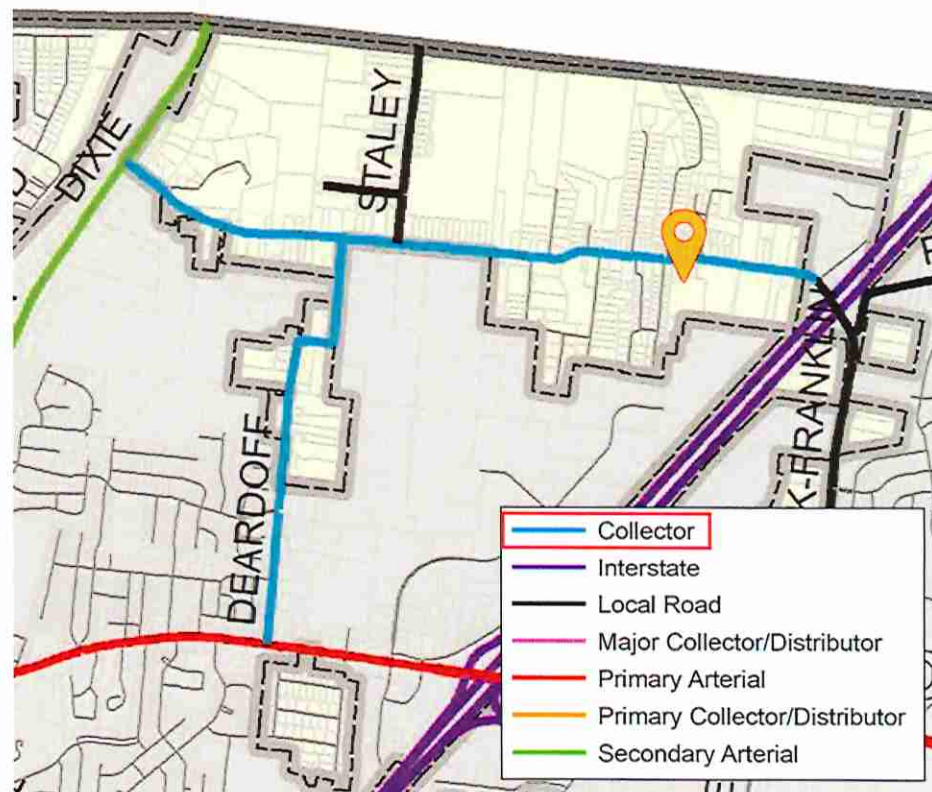 DIXIE
STALEY
X-FRANKLIN
DEARDOFF
Collector
Interstate
Local Road
Major Collector/Distributor
Primary Arterial
Primary Collector/Distributor
Secondary Arterial